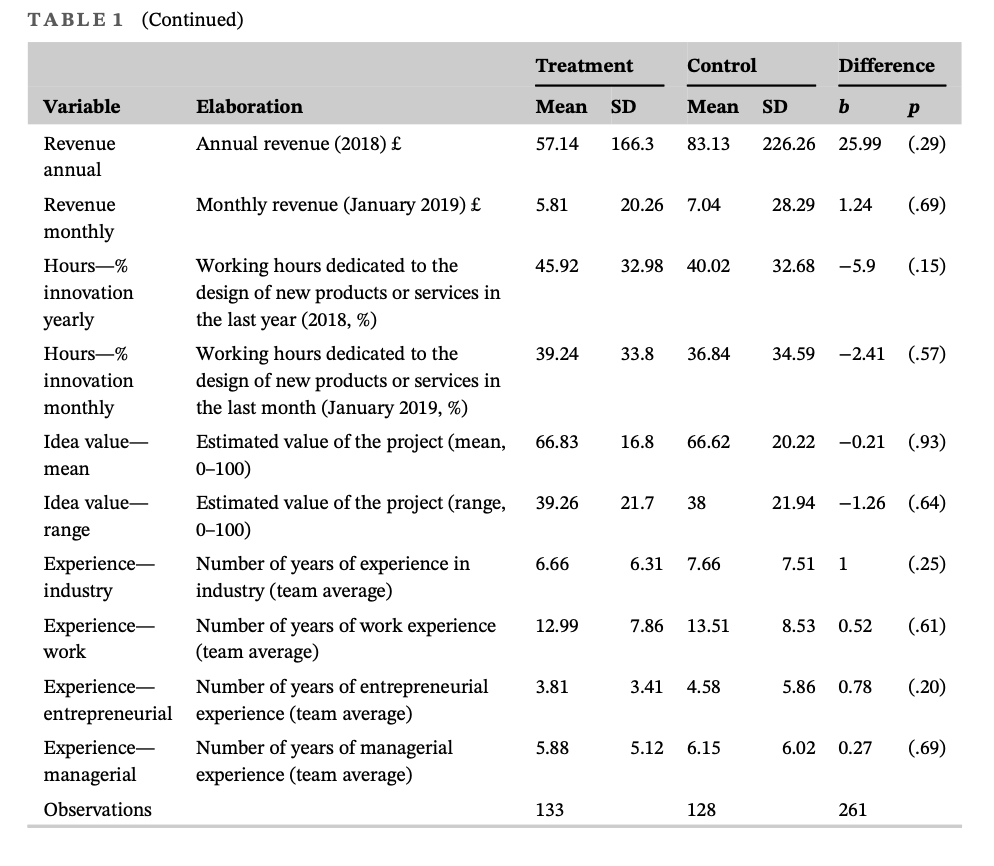 TABLE 1 (Continued)
Treatment Control Difference
Variable Elaboration Mean SD Mean SD b p
Revenue Annual revenue (2018) £ 57.14 166.3 83.13 226.26 25.99 (.29)
annual
Revenue Monthly revenue (January 2019) £ 5.81 20.26 7.04 28.29 1.24 (.69)
monthly
Hours—% Working hours dedicated to the 45.92 32.98 40.02 32.68 −5.9 (.15)
innovation design of new products or services in
yearly the last year (2018, %)
Hours—% Working hours dedicated to the 39.24 33.8 36.84 34.59 −2.41 (.57)
innovation design of new products or services in
monthly the last month (January 2019, %)
Idea value— Estimated value of the project (mean, 66.83 16.8 66.62 20.22 −0.21 (.93)
mean 0–100)
Idea value— Estimated value of the project (range, 39.26 21.7 38 21.94 −1.26 (.64)
range 0–100)
Experience— Number of years of experience in 6.66 6.31 7.66 7.51 1 (.25)
industry industry (team average)
Experience— Number of years of work experience 12.99 7.86 13.51 8.53 0.52 (.61)
work (team average)
Experience— Number of years of entrepreneurial 3.81 3.41 4.58 5.86 0.78 (.20)
entrepreneurial experience (team average)
Experience— Number of years of managerial 5.88 5.12 6.15 6.02 0.27 (.69)
managerial experience (team average)
Observations 133 128 261